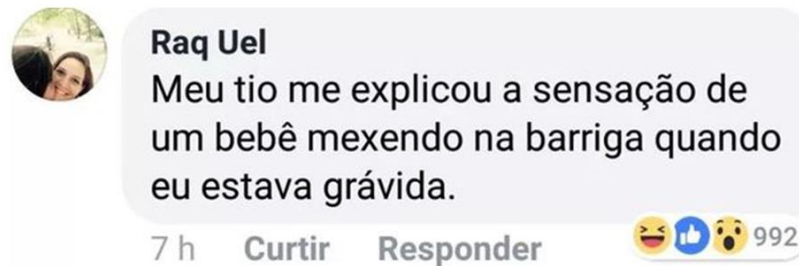 Raq Uel
Meu tio me explicou a sensação de
um bebê mexendo na barriga quando
eu estava grávida.
7 h Curtir Responder 992